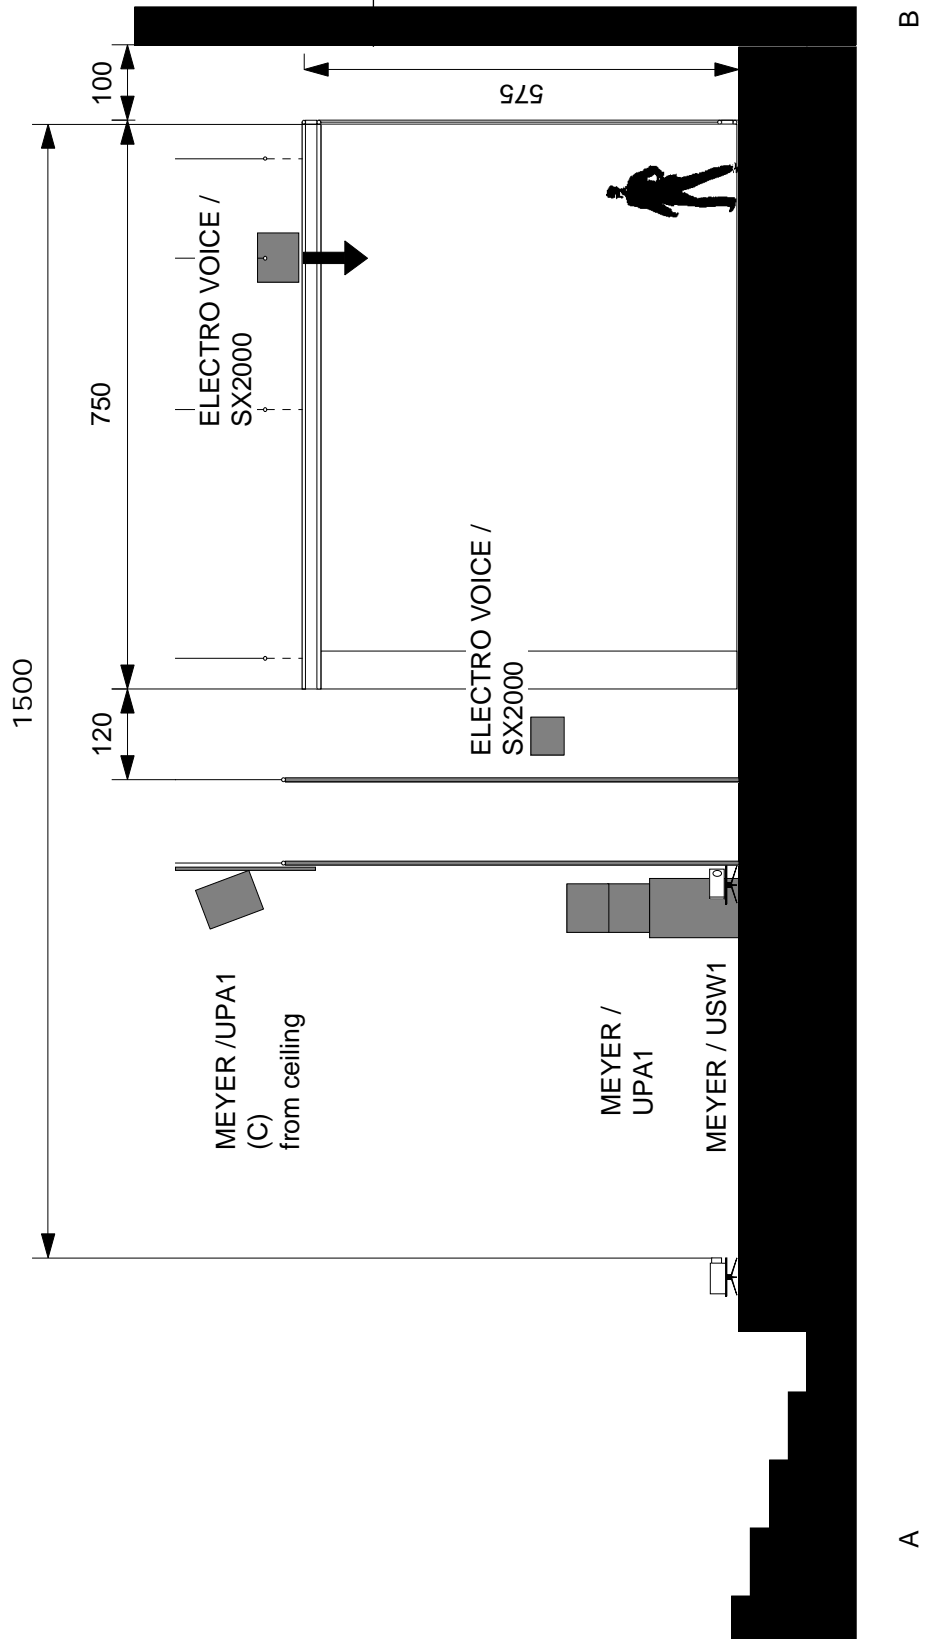 1500
120
750
100
575
ELECTRO VOICE /
SX2000
ELECTRO VOICE /
SX2000
MEYER /UPA1
(C)
from ceiling
MEYER /
UPA1
MEYER / USW1
A
B